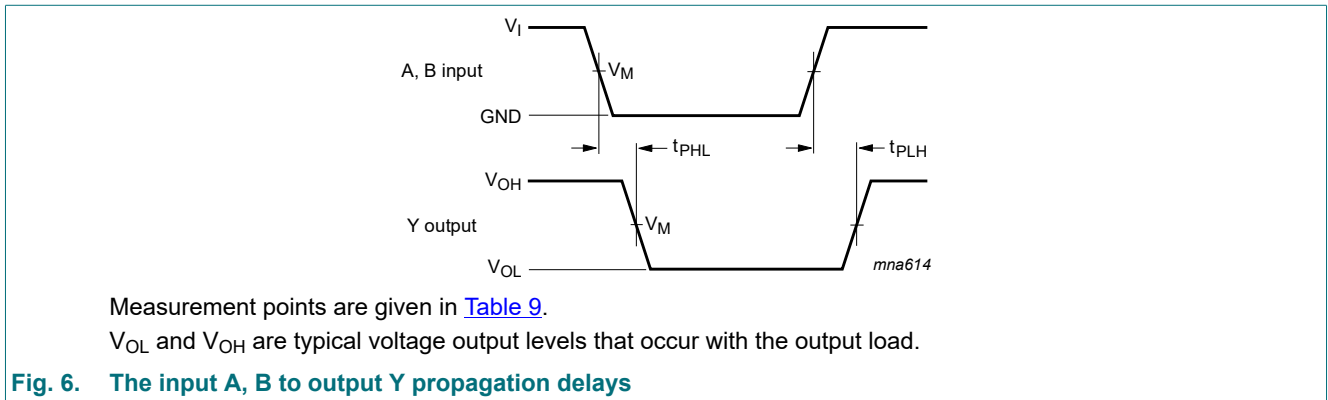 V_I
A, B input
V_M
GND
t_PHL
t_PLH
V_OH
Y output
V_M
V_OL
mna614
Measurement points are given in Table 9.
V_OL and V_OH are typical voltage output levels that occur with the output load.
Fig. 6. The input A, B to output Y propagation delays